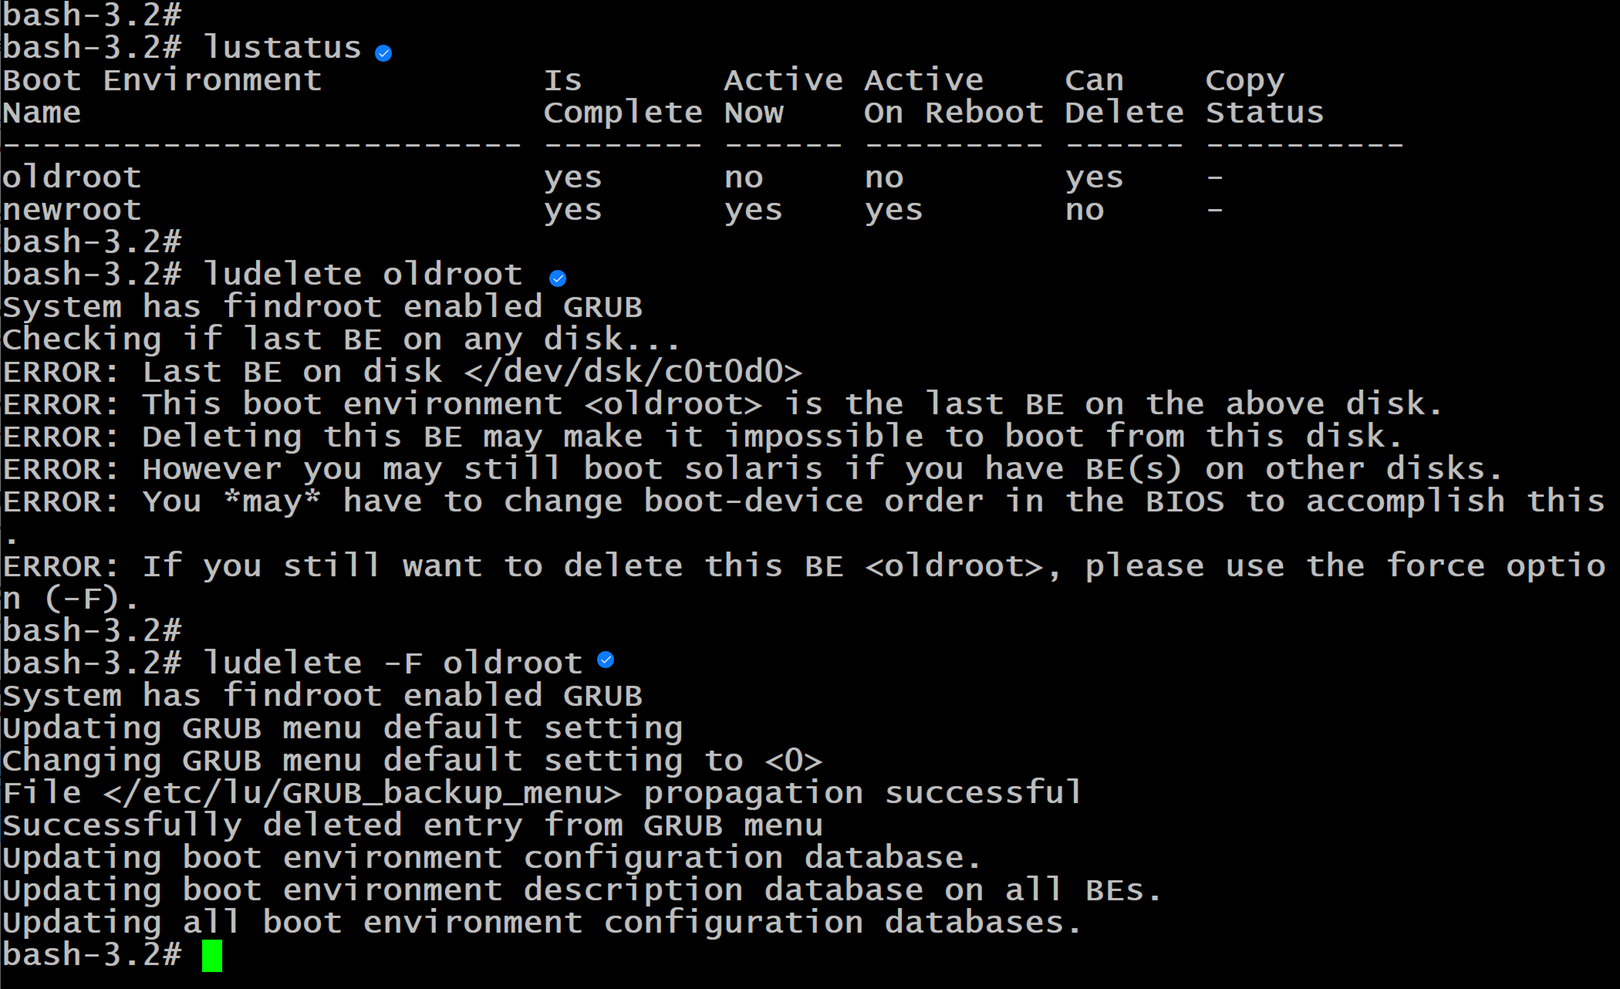 bash-3.2#
bash-3.2# lustatus
Boot Environment           Is       Active Active    Can    Copy
Name                       Complete Now    On Reboot Delete Status
-------------------------- -------- ------ --------- ------ ----------
oldroot                    yes      no     no        yes    -
newroot                    yes      yes    yes       no     -
bash-3.2#
bash-3.2# ludelete oldroot
System has findroot enabled GRUB
Checking if last BE on any disk...
ERROR: Last BE on disk </dev/dsk/c0t0d0>
ERROR: This boot environment <oldroot> is the last BE on the above disk.
ERROR: Deleting this BE may make it impossible to boot from this disk.
ERROR: However you may still boot solaris if you have BE(s) on other disks.
ERROR: You *may* have to change boot-device order in the BIOS to accomplish this
.
ERROR: If you still want to delete this BE <oldroot>, please use the force optio
n (-F).
bash-3.2#
bash-3.2# ludelete -F oldroot
System has findroot enabled GRUB
Updating GRUB menu default setting
Changing GRUB menu default setting to <0>
File </etc/lu/GRUB_backup_menu> propagation successful
Successfully deleted entry from GRUB menu
Updating boot environment configuration database.
Updating boot environment description database on all BEs.
Updating all boot environment configuration databases.
bash-3.2#